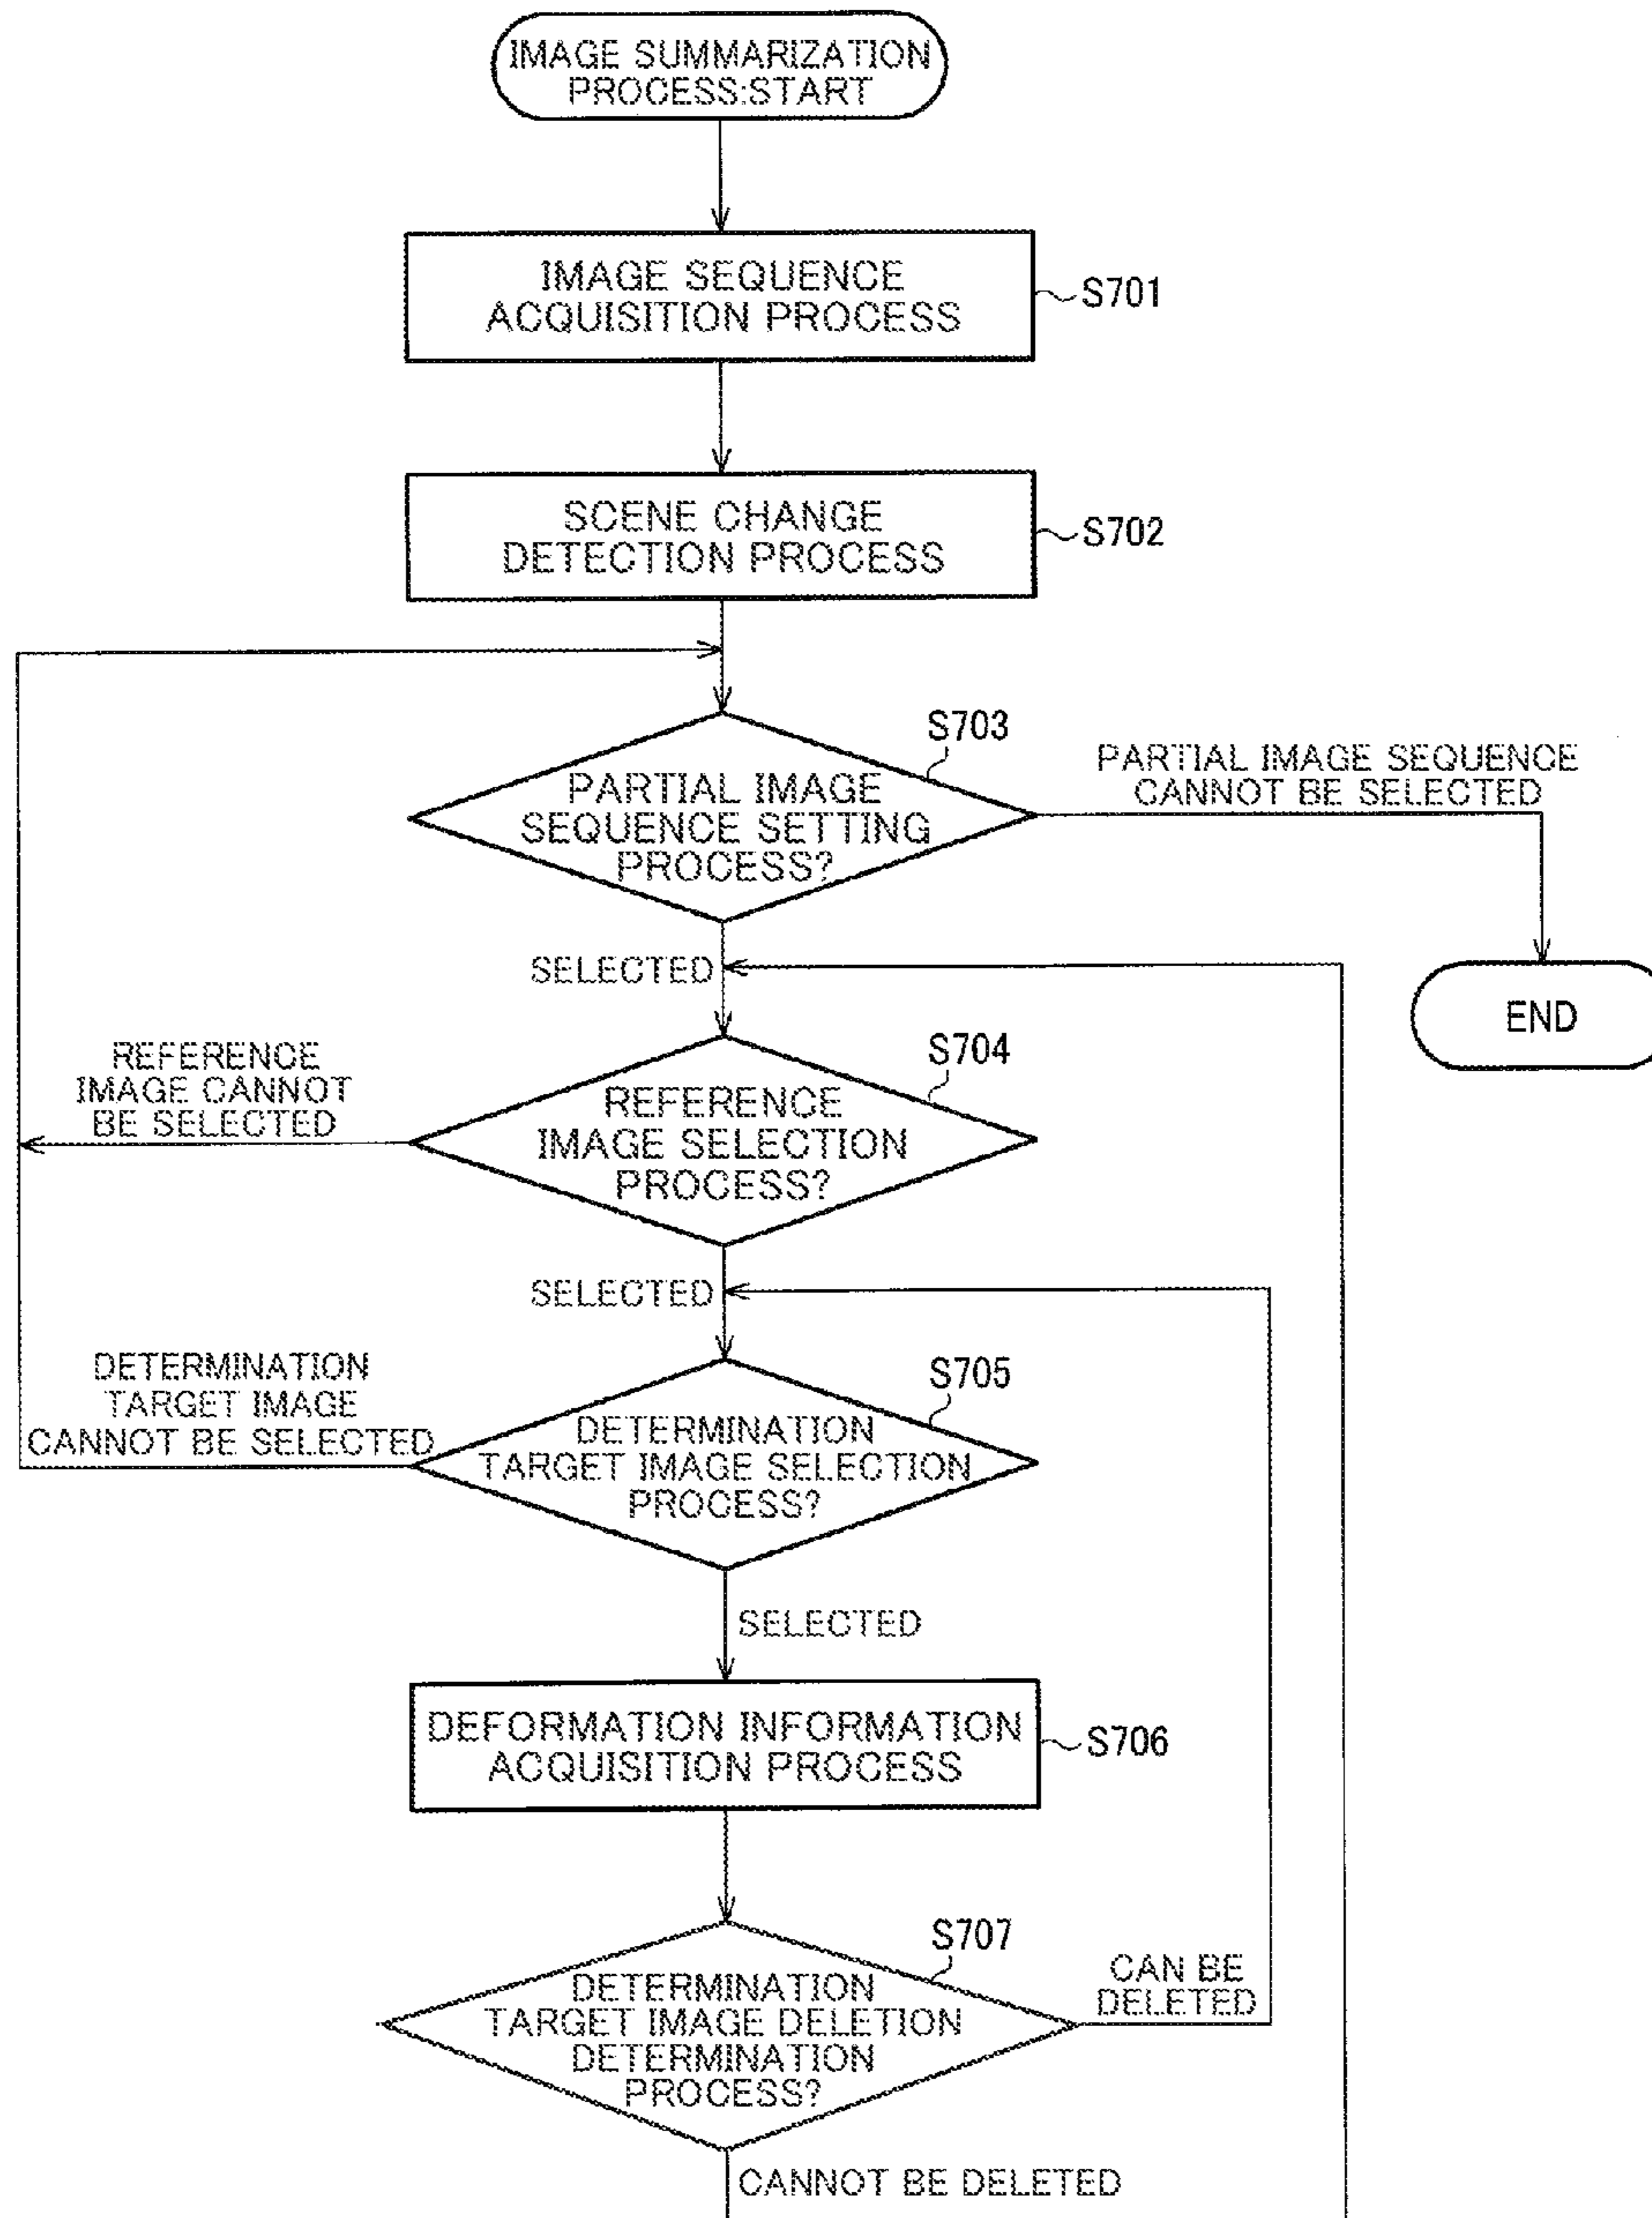 IMAGE SUMMARIZATION
PROCESS:START
IMAGE SEQUENCE
ACQUISITION PROCESS
S701
SCENE CHANGE
DETECTION PROCESS
S702
S703
PARTIAL IMAGE
SEQUENCE SETTING
PROCESS?
PARTIAL IMAGE SEQUENCE
CANNOT BE SELECTED
SELECTED
END
REFERENCE
IMAGE CANNOT
BE SELECTED
S704
REFERENCE
IMAGE SELECTION
PROCESS?
SELECTED
DETERMINATION
TARGET IMAGE
CANNOT BE SELECTED
S705
DETERMINATION
TARGET IMAGE SELECTION
PROCESS?
SELECTED
DEFORMATION INFORMATION
ACQUISITION PROCESS
S706
S707
DETERMINATION
TARGET IMAGE DELETION
DETERMINATION
PROCESS?
CAN BE
DELETED
CANNOT BE DELETED